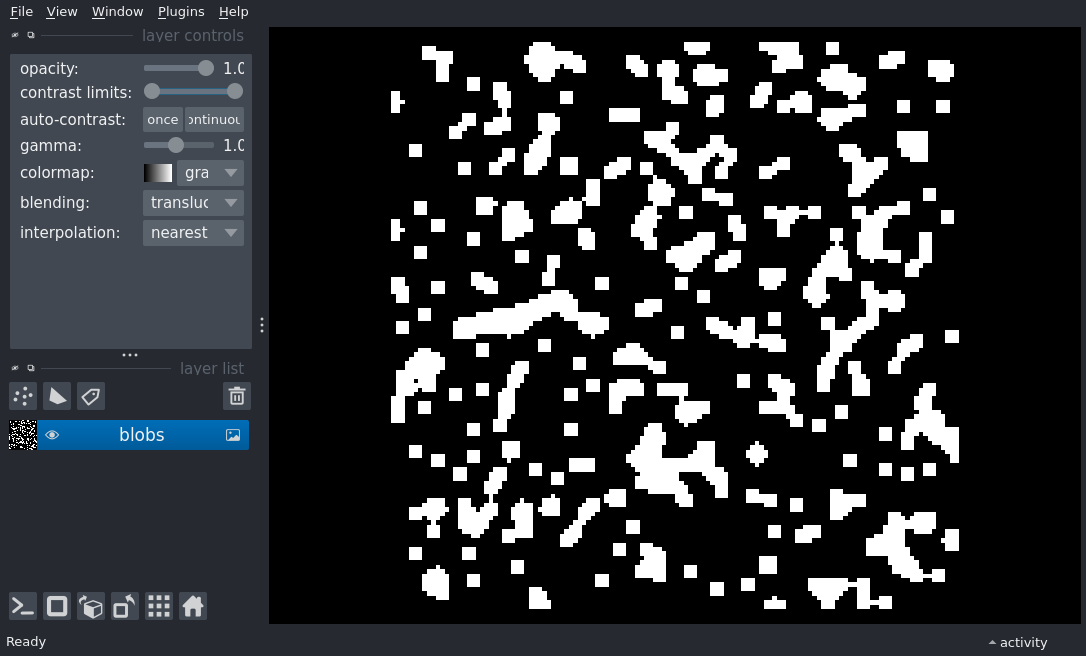 File View Window Plugins Help
layer controls
opacity: 1.0
contrast limits:
auto-contrast: once ontinuou
gamma: 1.0
colormap: gra
blending: transluc
interpolation: nearest
layer list
blobs
Ready
activity